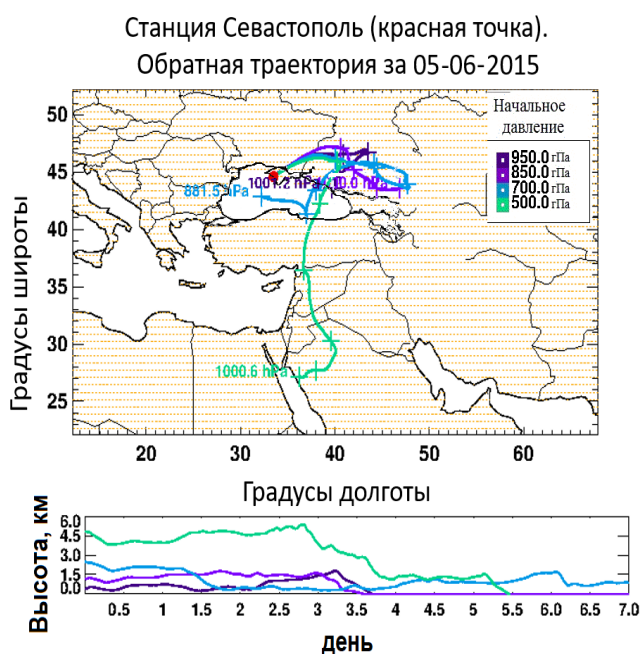 Станция Севастополь (красная точка).
Обратная траектория за 05-06-2015
Градусы широты
50
45
40
35
30
25
Начальное
давление
950.0 гПа
850.0 гПа
700.0 гПа
500.0 гПа
881.5 hPa
1001.2 hPa
.0 hPa
1000.6 hPa
20
30
40
50
60
Градусы долготы
Высота, км
6.0
4.5
3.0
1.5
0.0
0.5 1 1.5 2 2.5 3 3.5 4 4.5 5 5.5 6 6.5 7.0
день